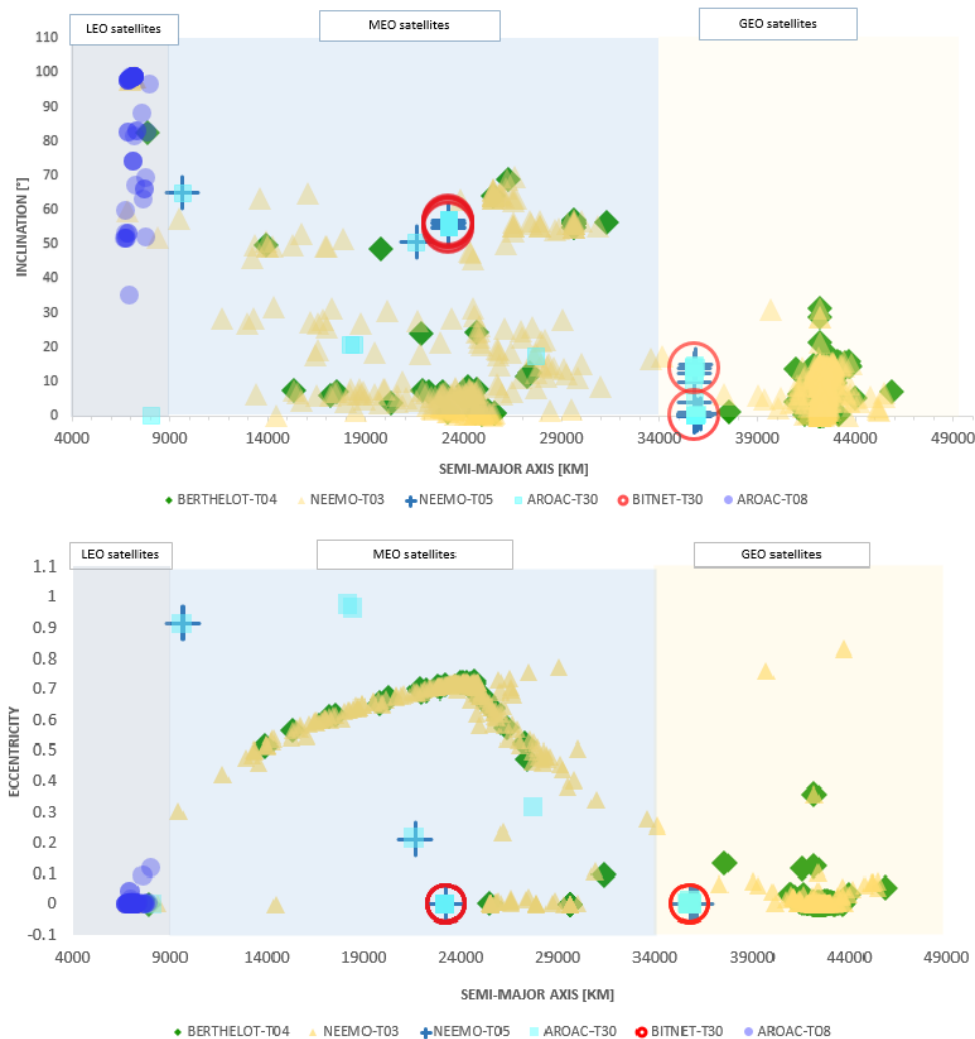 LEO satellites MEO satellites GEO satellites
110
100
90
80
70
60
50
40
30
20
10
0
INCLINATION [°]
4000 9000 14000 19000 24000 29000 34000 39000 44000 49000
SEMI-MAJOR AXIS [KM]
BERTHELOT-T04 NEEMO-T03 NEEMO-T05 AROAC-T30 BITNET-T30 AROAC-T08
LEO satellites MEO satellites GEO satellites
1.1
1
0.9
0.8
0.7
0.6
0.5
0.4
0.3
0.2
0.1
0
-0.1
ECCENTRICITY
4000 9000 14000 19000 24000 29000 34000 39000 44000 49000
SEMI-MAJOR AXIS [KM]
BERTHELOT-T04 NEEMO-T03 NEEMO-T05 AROAC-T30 BITNET-T30 AROAC-T08